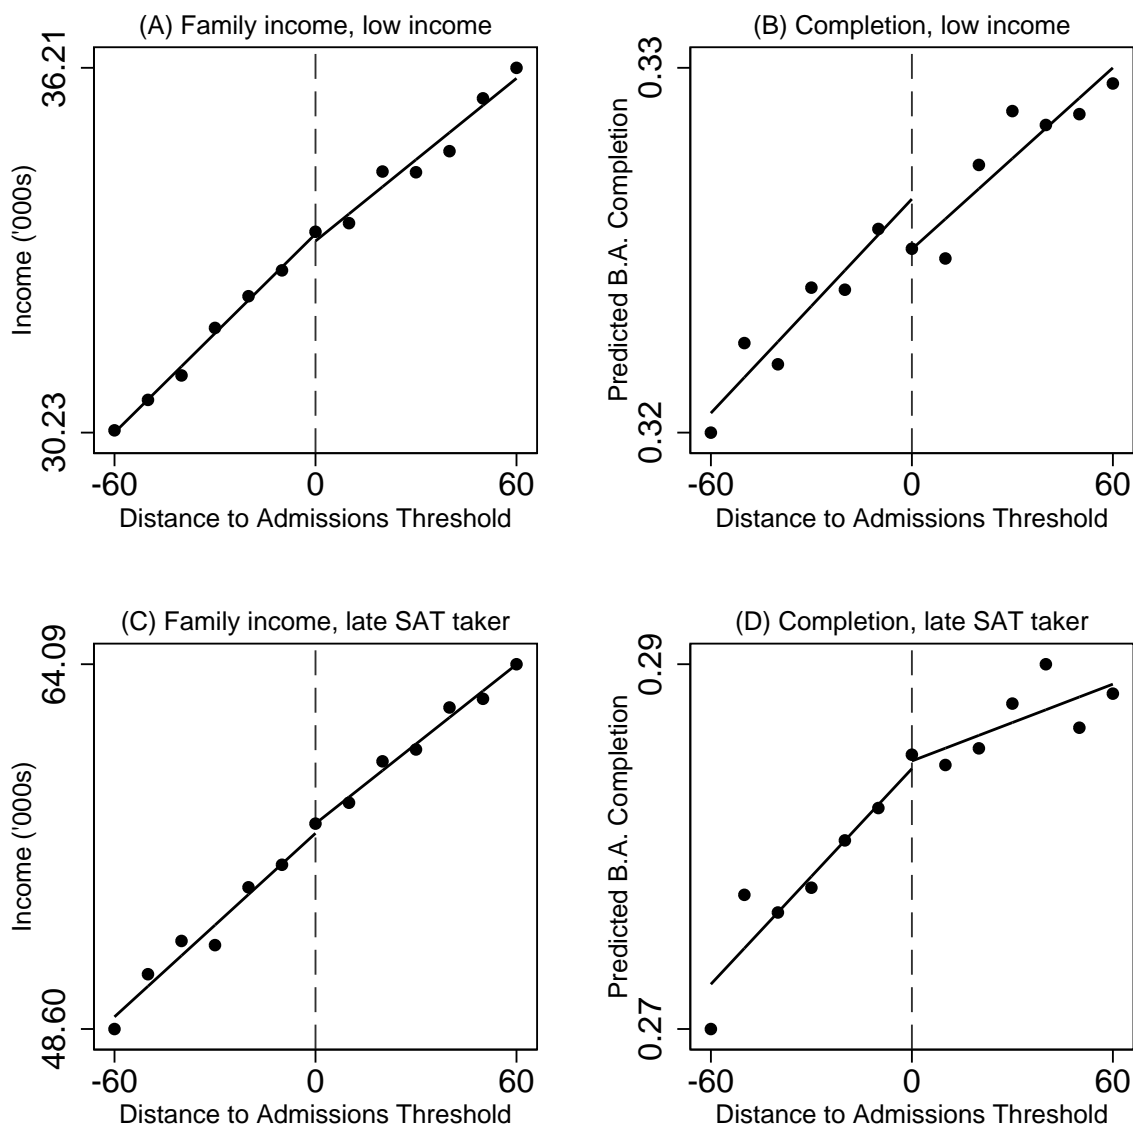 (A) Family income, low income
36.21
30.23
Income ('000s)
-60 0 60
Distance to Admissions Threshold
(B) Completion, low income
0.33
0.32
Predicted B.A. Completion
-60 0 60
Distance to Admissions Threshold
(C) Family income, late SAT taker
64.09
48.60
Income ('000s)
-60 0 60
Distance to Admissions Threshold
(D) Completion, late SAT taker
0.29
0.27
Predicted B.A. Completion
-60 0 60
Distance to Admissions Threshold